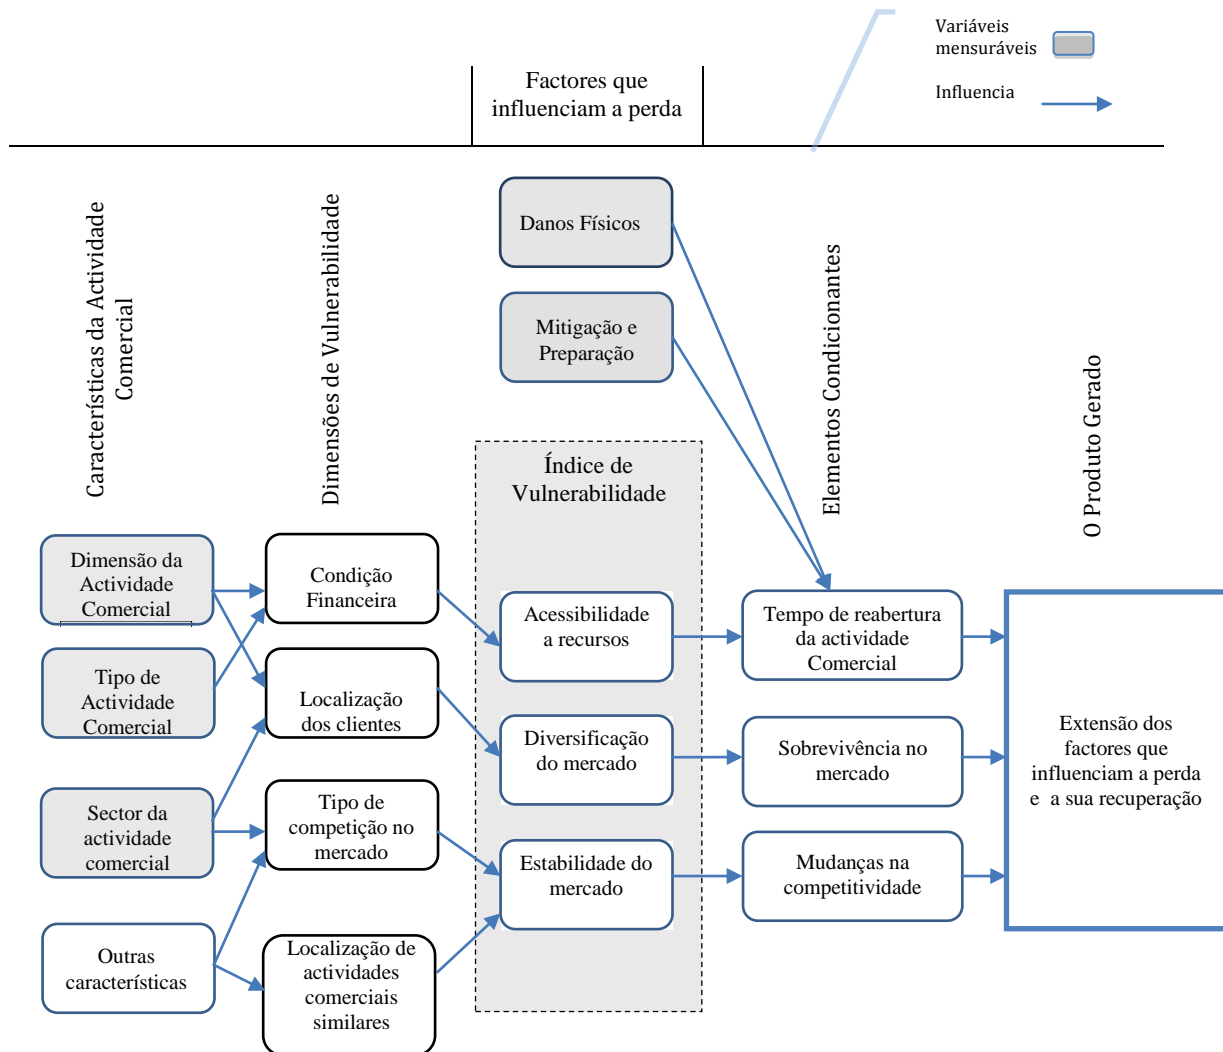 Variáveis
mensuráveis
Influencia
Factores que
influenciam a perda
Características da Actividade
Comercial
Dimensões de Vulnerabilidade
Danos Físicos
Mitigação e
Preparação
Elementos Condicionantes
O Produto Gerado
Índice de
Vulnerabilidade
Dimensão da
Actividade
Comercial
Condição
Financeira
Acessibilidade
a recursos
Tempo de reabertura
da actividade
Comercial
Tipo de
Actividade
Comercial
Localização
dos clientes
Diversificação
do mercado
Sobrevivência no
mercado
Extensão dos
factores que
influenciam a perda
e a sua recuperação
Sector da
actividade
comercial
Tipo de
competição no
mercado
Estabilidade do
mercado
Mudanças na
competitividade
Outras
características
Localização de
actividades
comerciais
similares